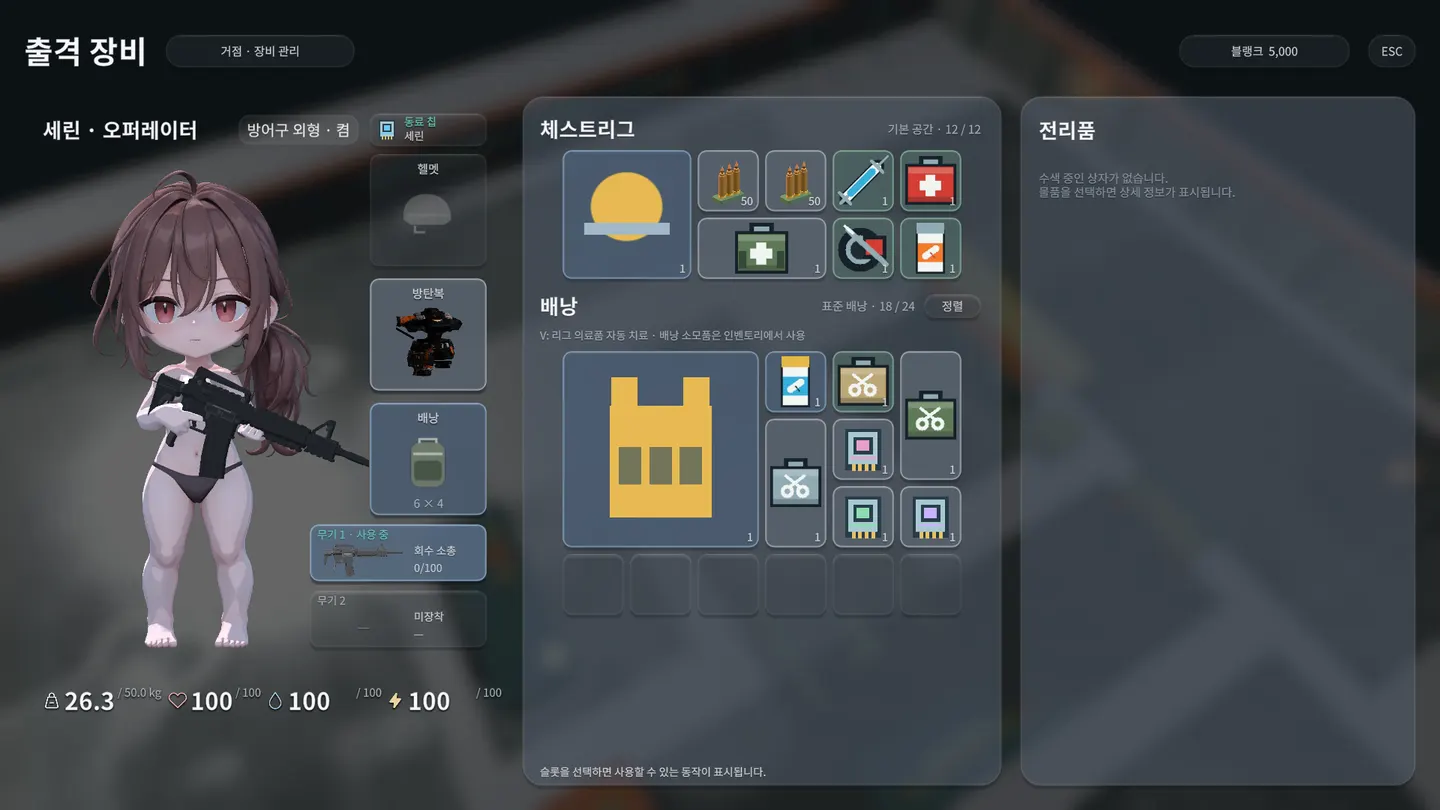 출격 장비
거점 · 장비 관리
블랭크 5,000
ESC
세린 · 오퍼레이터
방어구 외형 · 켬
동료 칩
세린
헬멧
방탄복
배낭
6 × 4
무기 1 · 사용 중
회수 소총
0/100
무기 2
—
미장착
—
26.3 / 50.0 kg
100 / 100
100 / 100
100 / 100
체스트리그
기본 공간 · 12 / 12
1
50
50
1
1
1
1
1
배낭
표준 배낭 · 18 / 24
정렬
V: 리그 의료품 자동 치료 · 배낭 소모품은 인벤토리에서 사용
1
1
1
1
1
1
1
1
슬롯을 선택하면 사용할 수 있는 동작이 표시됩니다.
전리품
수색 중인 상자가 없습니다.
물품을 선택하면 상세 정보가 표시됩니다.